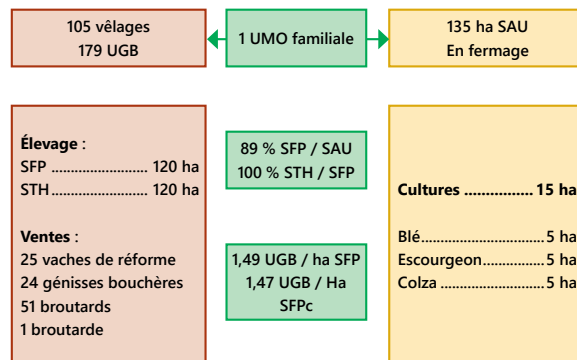 105 vêlages
179 UGB
1 UMO familiale
135 ha SAU
En fermage
Élevage :
SFP ........................... 120 ha
STH ........................... 120 ha
Ventes :
25 vaches de réforme
24 génisses bouchères
51 broutards
1 broutarde
89 % SFP / SAU
100 % STH / SFP
1,49 UGB / ha SFP
1,47 UGB / Ha
SFPc
Cultures ................. 15 ha
Blé................................... 5 ha
Escourgeon.................. 5 ha
Colza ............................. 5 ha